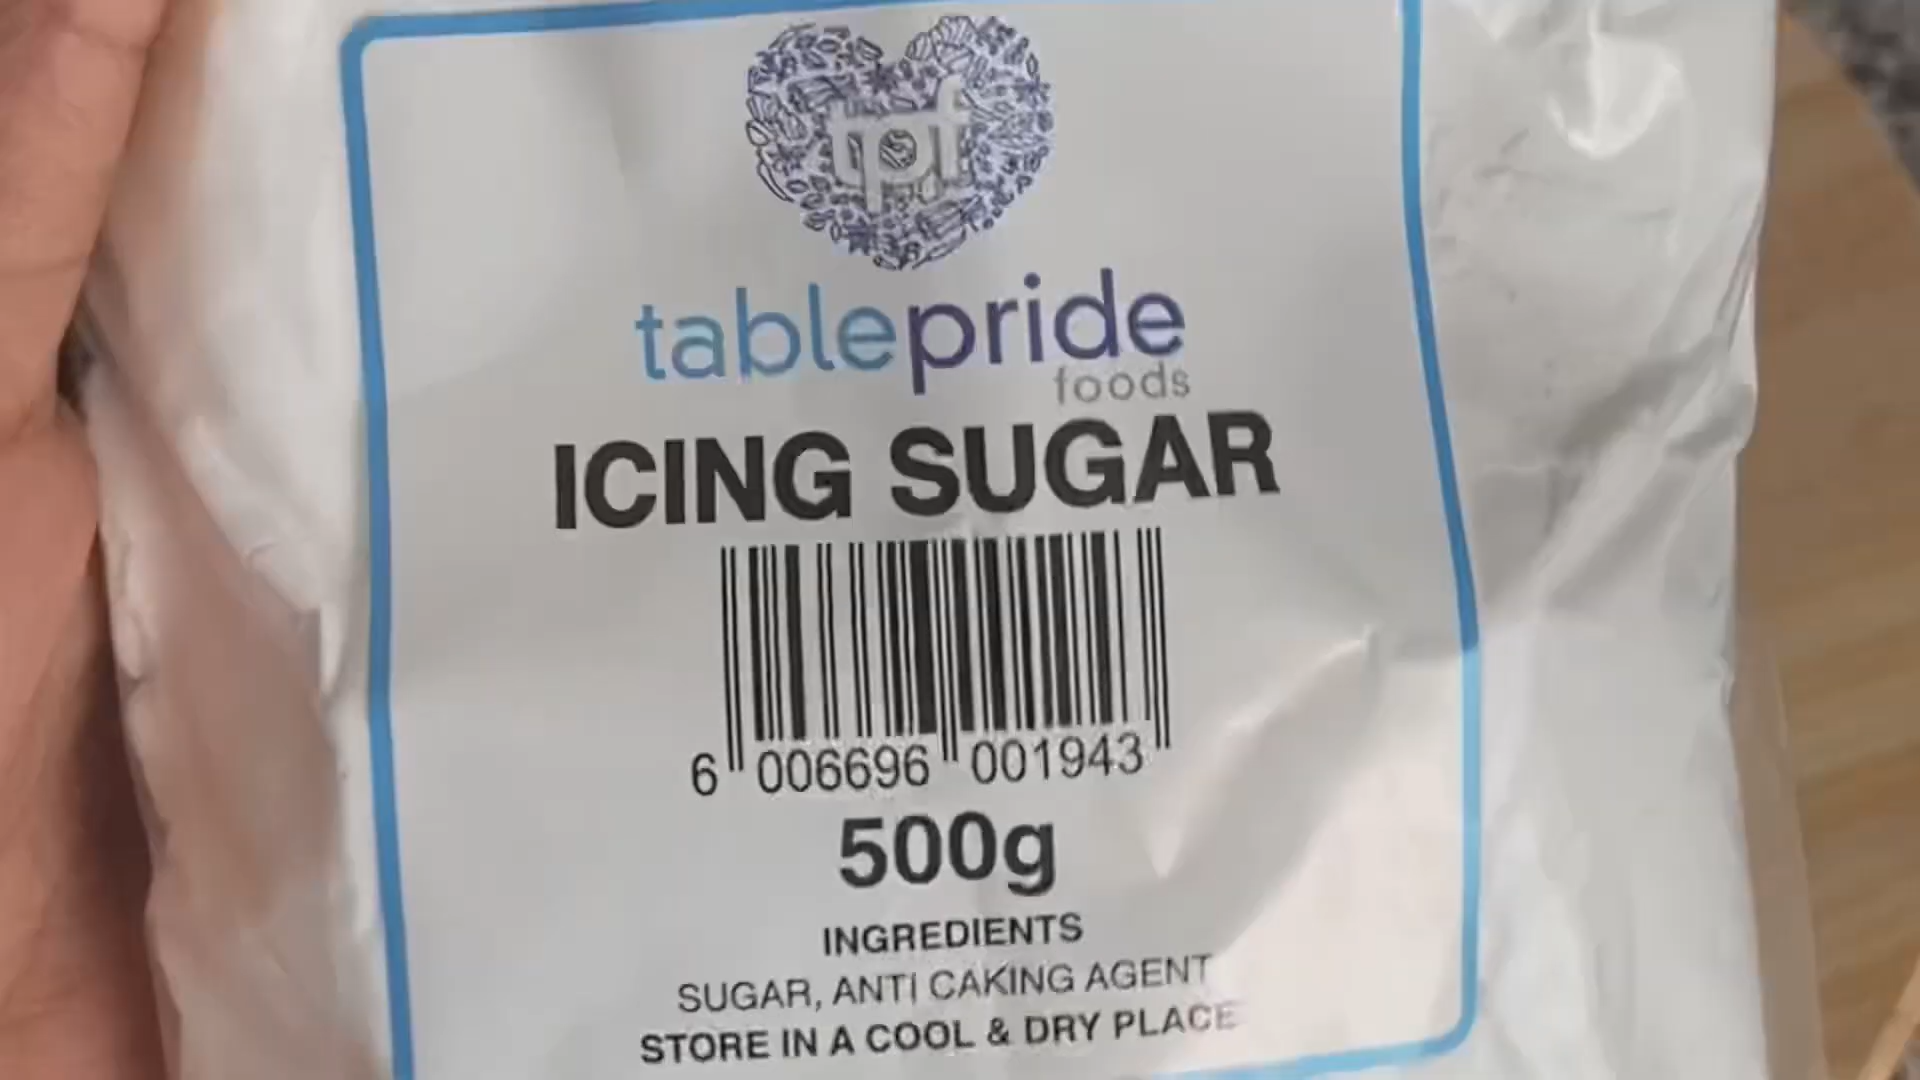 tpf
tablepride
foods
ICING SUGAR
6 006696 001943
500g
INGREDIENTS
SUGAR, ANTI CAKING AGENT
STORE IN A COOL & DRY PLACE